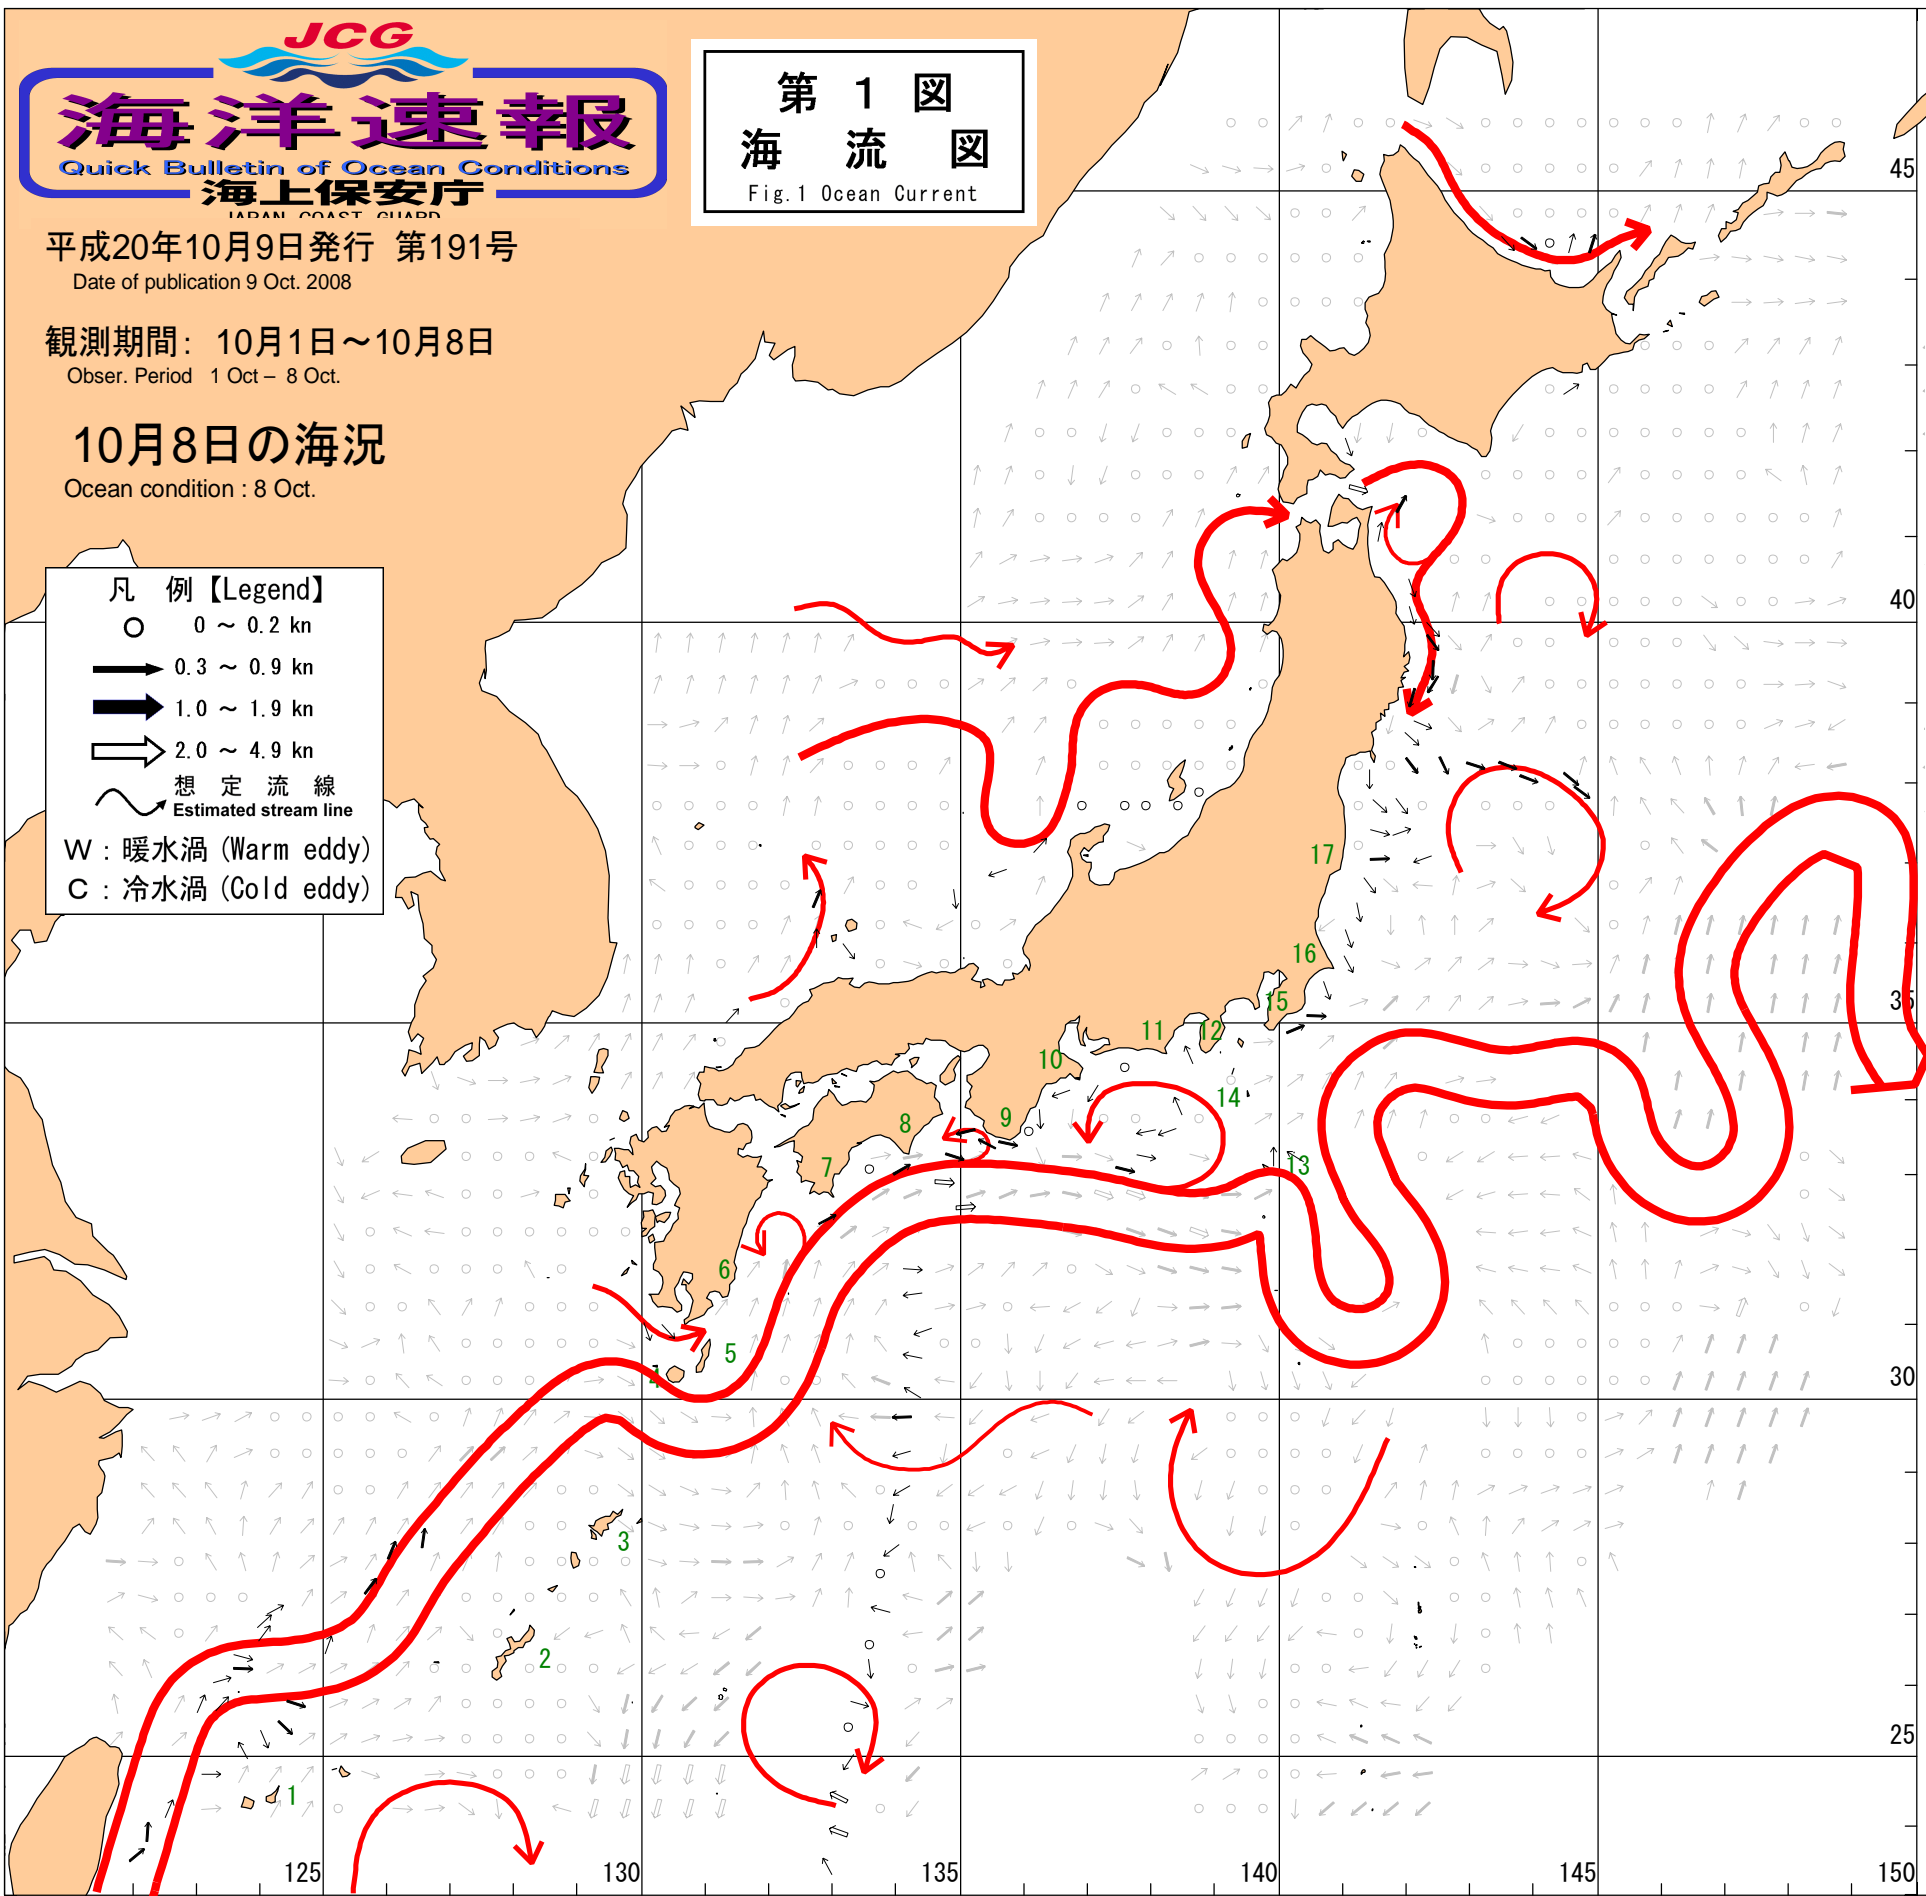 JCG
海洋速報
Quick Bulletin of Ocean Conditions
海上保安庁
JAPAN COAST GUARD
平成20年10月9日発行 第191号
Date of publication 9 Oct. 2008
観測期間： 10月1日～10月8日
Obser. Period 1 Oct – 8 Oct.
10月8日の海況
Ocean condition : 8 Oct.
第 1 図
海 流 図
Fig.1 Ocean Current
凡 例【Legend】
0 ～ 0.2 kn
0.3 ～ 0.9 kn
1.0 ～ 1.9 kn
2.0 ～ 4.9 kn
想 定 流 線
Estimated stream line
W : 暖水渦 (Warm eddy)
C : 冷水渦 (Cold eddy)
45
40
35
30
25
17
16
15
11
12
10
14
9
8
13
7
6
5
4
3
2
1
125
130
135
140
145
150